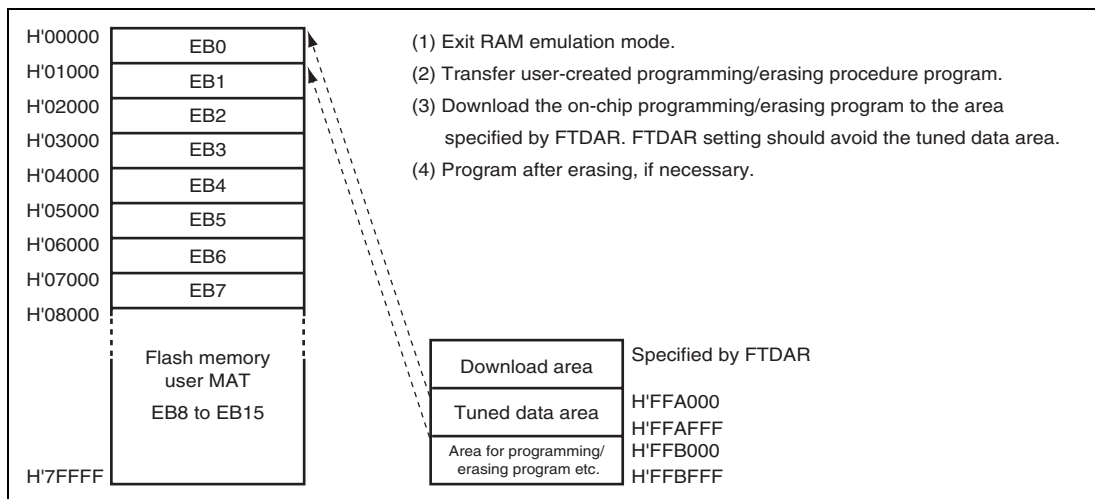 H'00000
EB0
H'01000
EB1
H'02000
EB2
H'03000
EB3
H'04000
EB4
H'05000
EB5
H'06000
EB6
H'07000
EB7
H'08000
Flash memory
user MAT
EB8 to EB15
H'7FFFF
(1) Exit RAM emulation mode.
(2) Transfer user-created programming/erasing procedure program.
(3) Download the on-chip programming/erasing program to the area
specified by FTDAR. FTDAR setting should avoid the tuned data area.
(4) Program after erasing, if necessary.
Download area
Specified by FTDAR
Tuned data area
H'FFA000
H'FFAFFF
Area for programming/
erasing program etc.
H'FFB000
H'FFBFFF